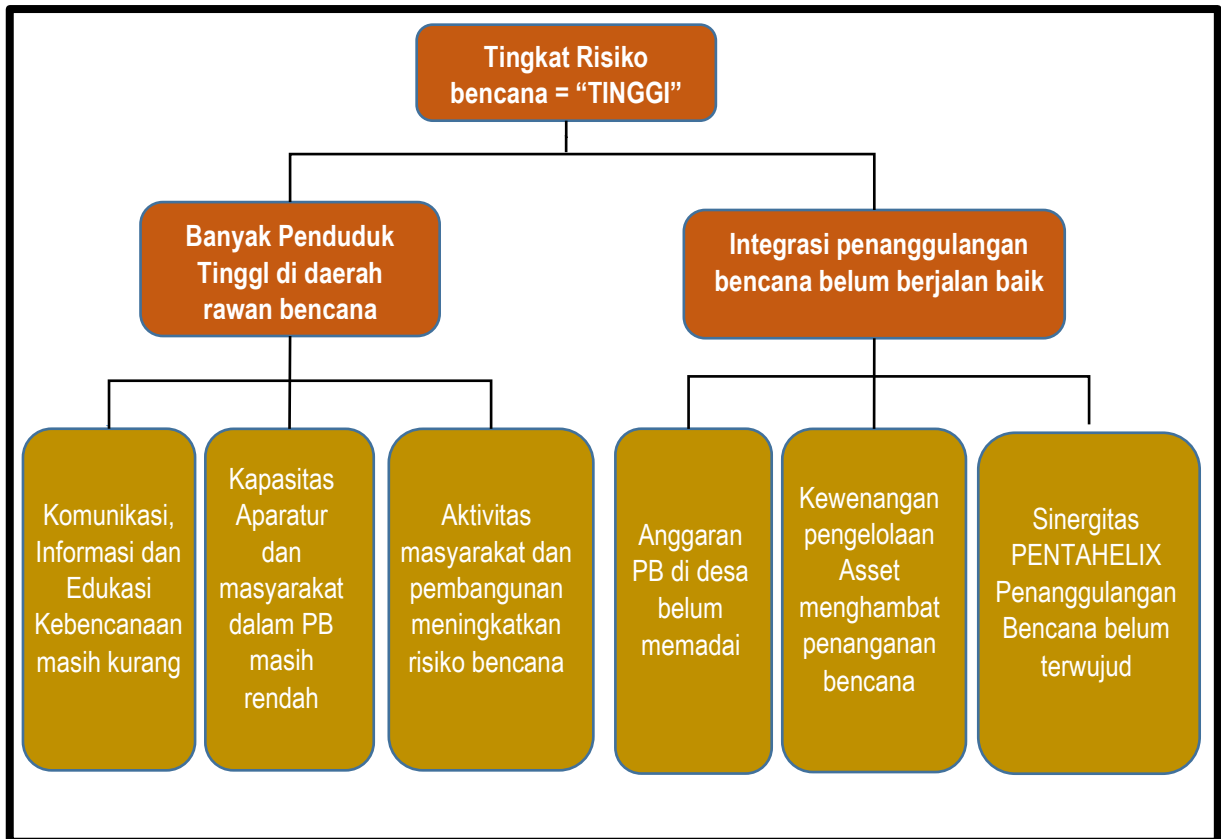 Tingkat Risiko
bencana = “TINGGI”
Banyak Penduduk
TinggI di daerah
rawan bencana
Integrasi penanggulangan
bencana belum berjalan baik
Komunikasi,
Informasi dan
Edukasi
Kebencanaan
masih kurang
Kapasitas
Aparatur
dan
masyarakat
dalam PB
masih
rendah
Aktivitas
masyarakat dan
pembangunan
meningkatkan
risiko bencana
Anggaran
PB di desa
belum
memadai
Kewenangan
pengelolaan
Asset
menghambat
penanganan
bencana
Sinergitas
PENTAHELIX
Penanggulangan
Bencana belum
terwujud